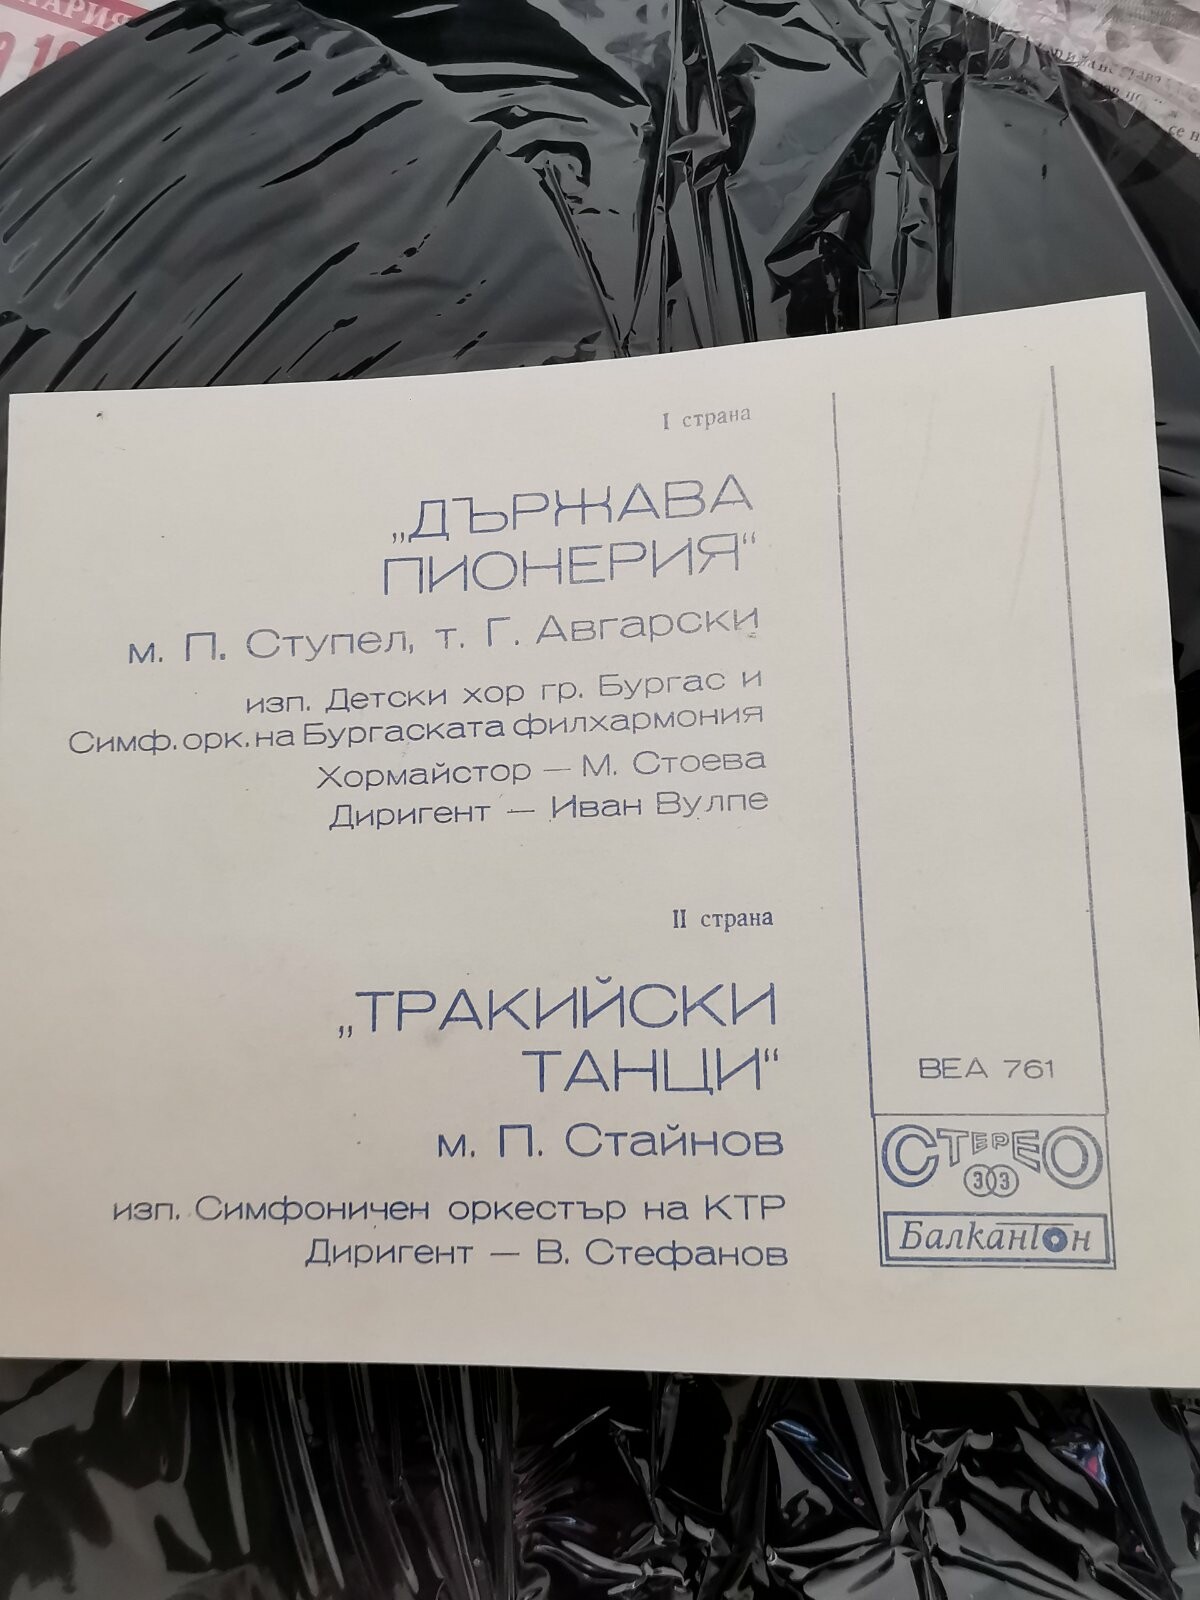 I страна
„ДЪРЖАВА
ПИОНЕРИЯ“
м. П. Ступел, т. Г. Авгарски
изп. Детски хор гр. Бургас и
Симф.орк.на Бургаската филхармония
Хормайстор — М. Стоева
Диригент — Иван Вулпе
II страна
„ТРАКИЙСКИ
ТАНЦИ“
м. П. Стайнов
изп. Симфоничен оркестър на КТР
Диригент — В. Стефанов
ВЕА 761
СТЕРЕО
33
Балкантон